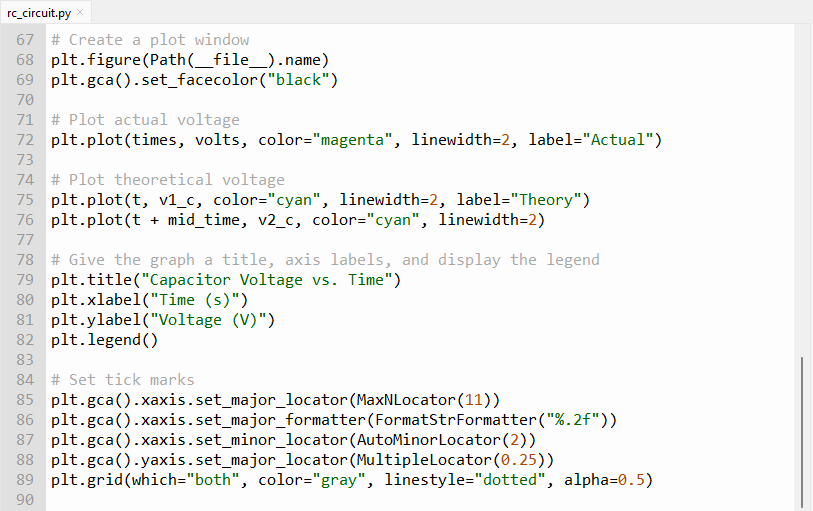 rc_circuit.py ×
67 # Create a plot window
68 plt.figure(Path(__file__).name)
69 plt.gca().set_facecolor("black")
70
71 # Plot actual voltage
72 plt.plot(times, volts, color="magenta", linewidth=2, label="Actual")
73
74 # Plot theoretical voltage
75 plt.plot(t, v1_c, color="cyan", linewidth=2, label="Theory")
76 plt.plot(t + mid_time, v2_c, color="cyan", linewidth=2)
77
78 # Give the graph a title, axis labels, and display the legend
79 plt.title("Capacitor Voltage vs. Time")
80 plt.xlabel("Time (s)")
81 plt.ylabel("Voltage (V)")
82 plt.legend()
83
84 # Set tick marks
85 plt.gca().xaxis.set_major_locator(MaxNLocator(11))
86 plt.gca().xaxis.set_major_formatter(FormatStrFormatter("%.2f"))
87 plt.gca().xaxis.set_minor_locator(AutoMinorLocator(2))
88 plt.gca().yaxis.set_major_locator(MultipleLocator(0.25))
89 plt.grid(which="both", color="gray", linestyle="dotted", alpha=0.5)
90